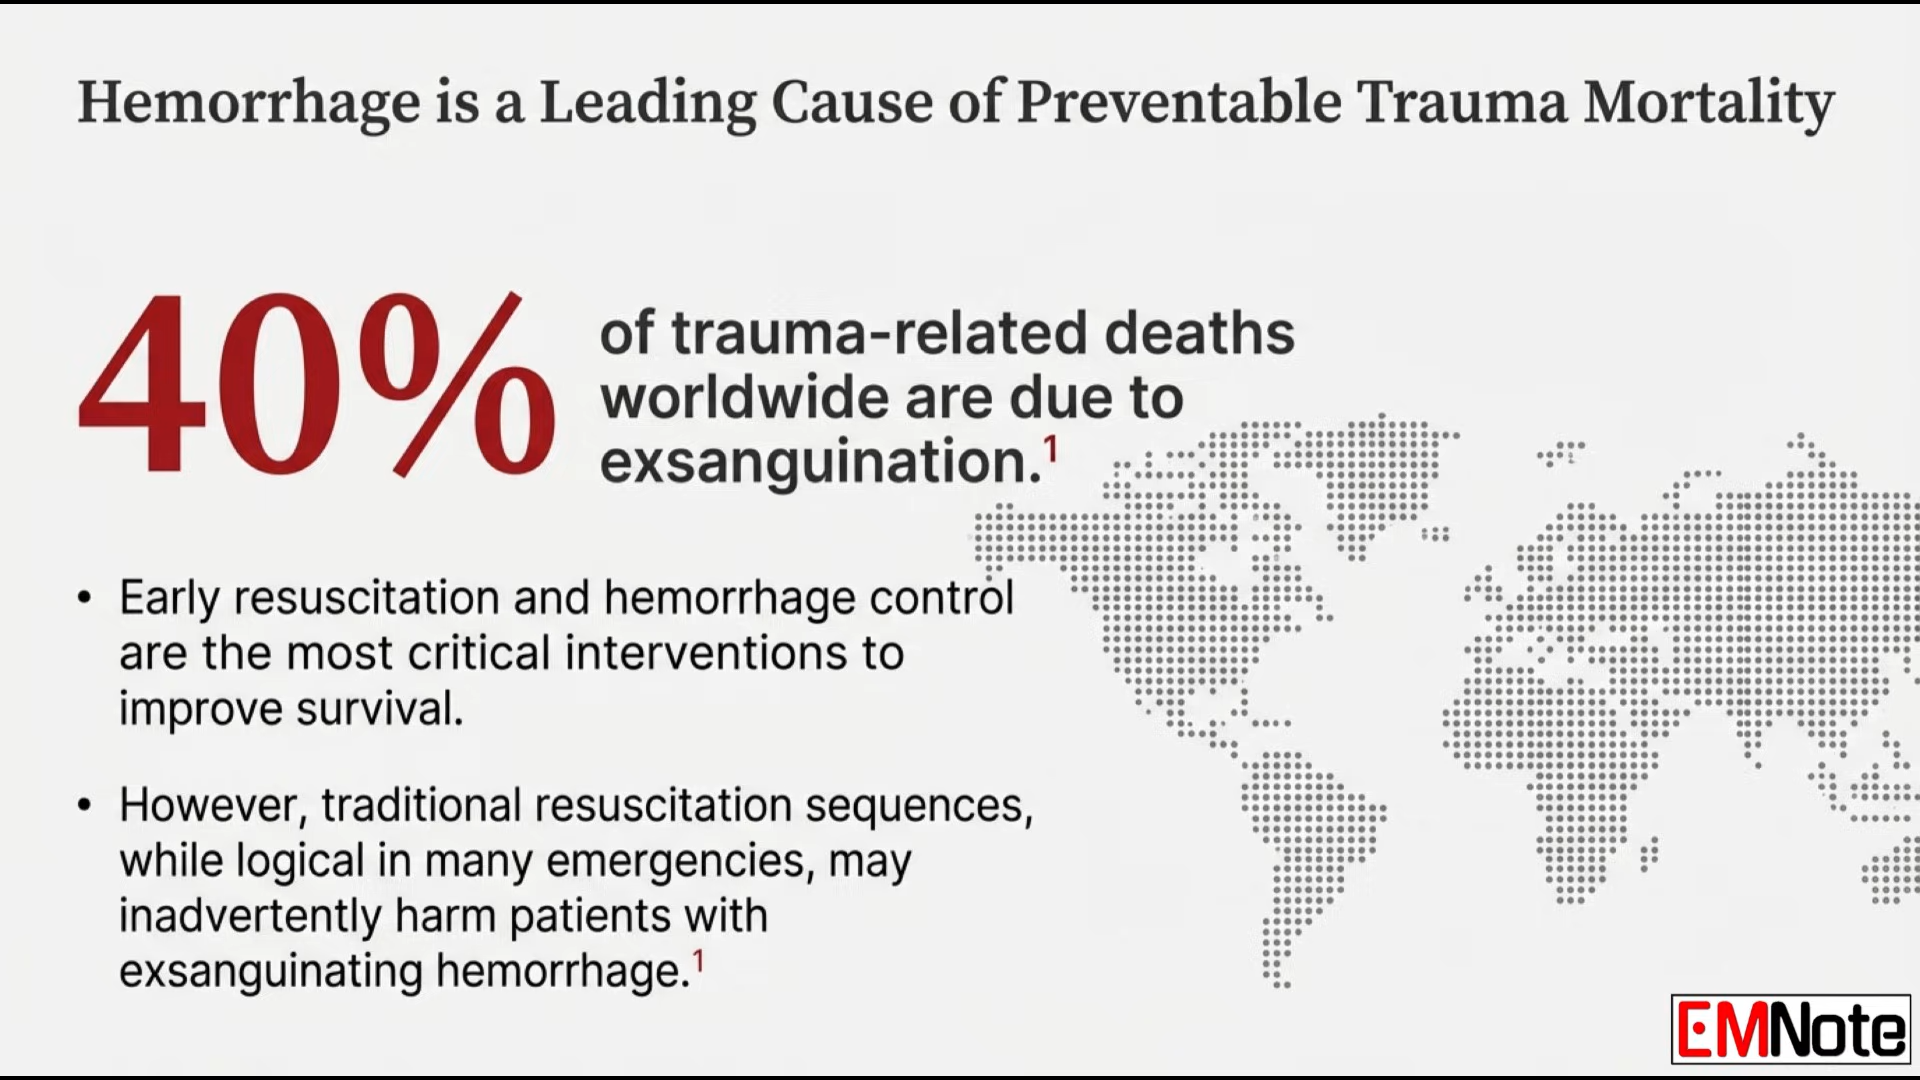 Hemorrhage is a Leading Cause of Preventable Trauma Mortality
40%
of trauma-related deaths
worldwide are due to
exsanguination.¹
• Early resuscitation and hemorrhage control
are the most critical interventions to
improve survival.
• However, traditional resuscitation sequences,
while logical in many emergencies, may
inadvertently harm patients with
exsanguinating hemorrhage.¹
EMNote